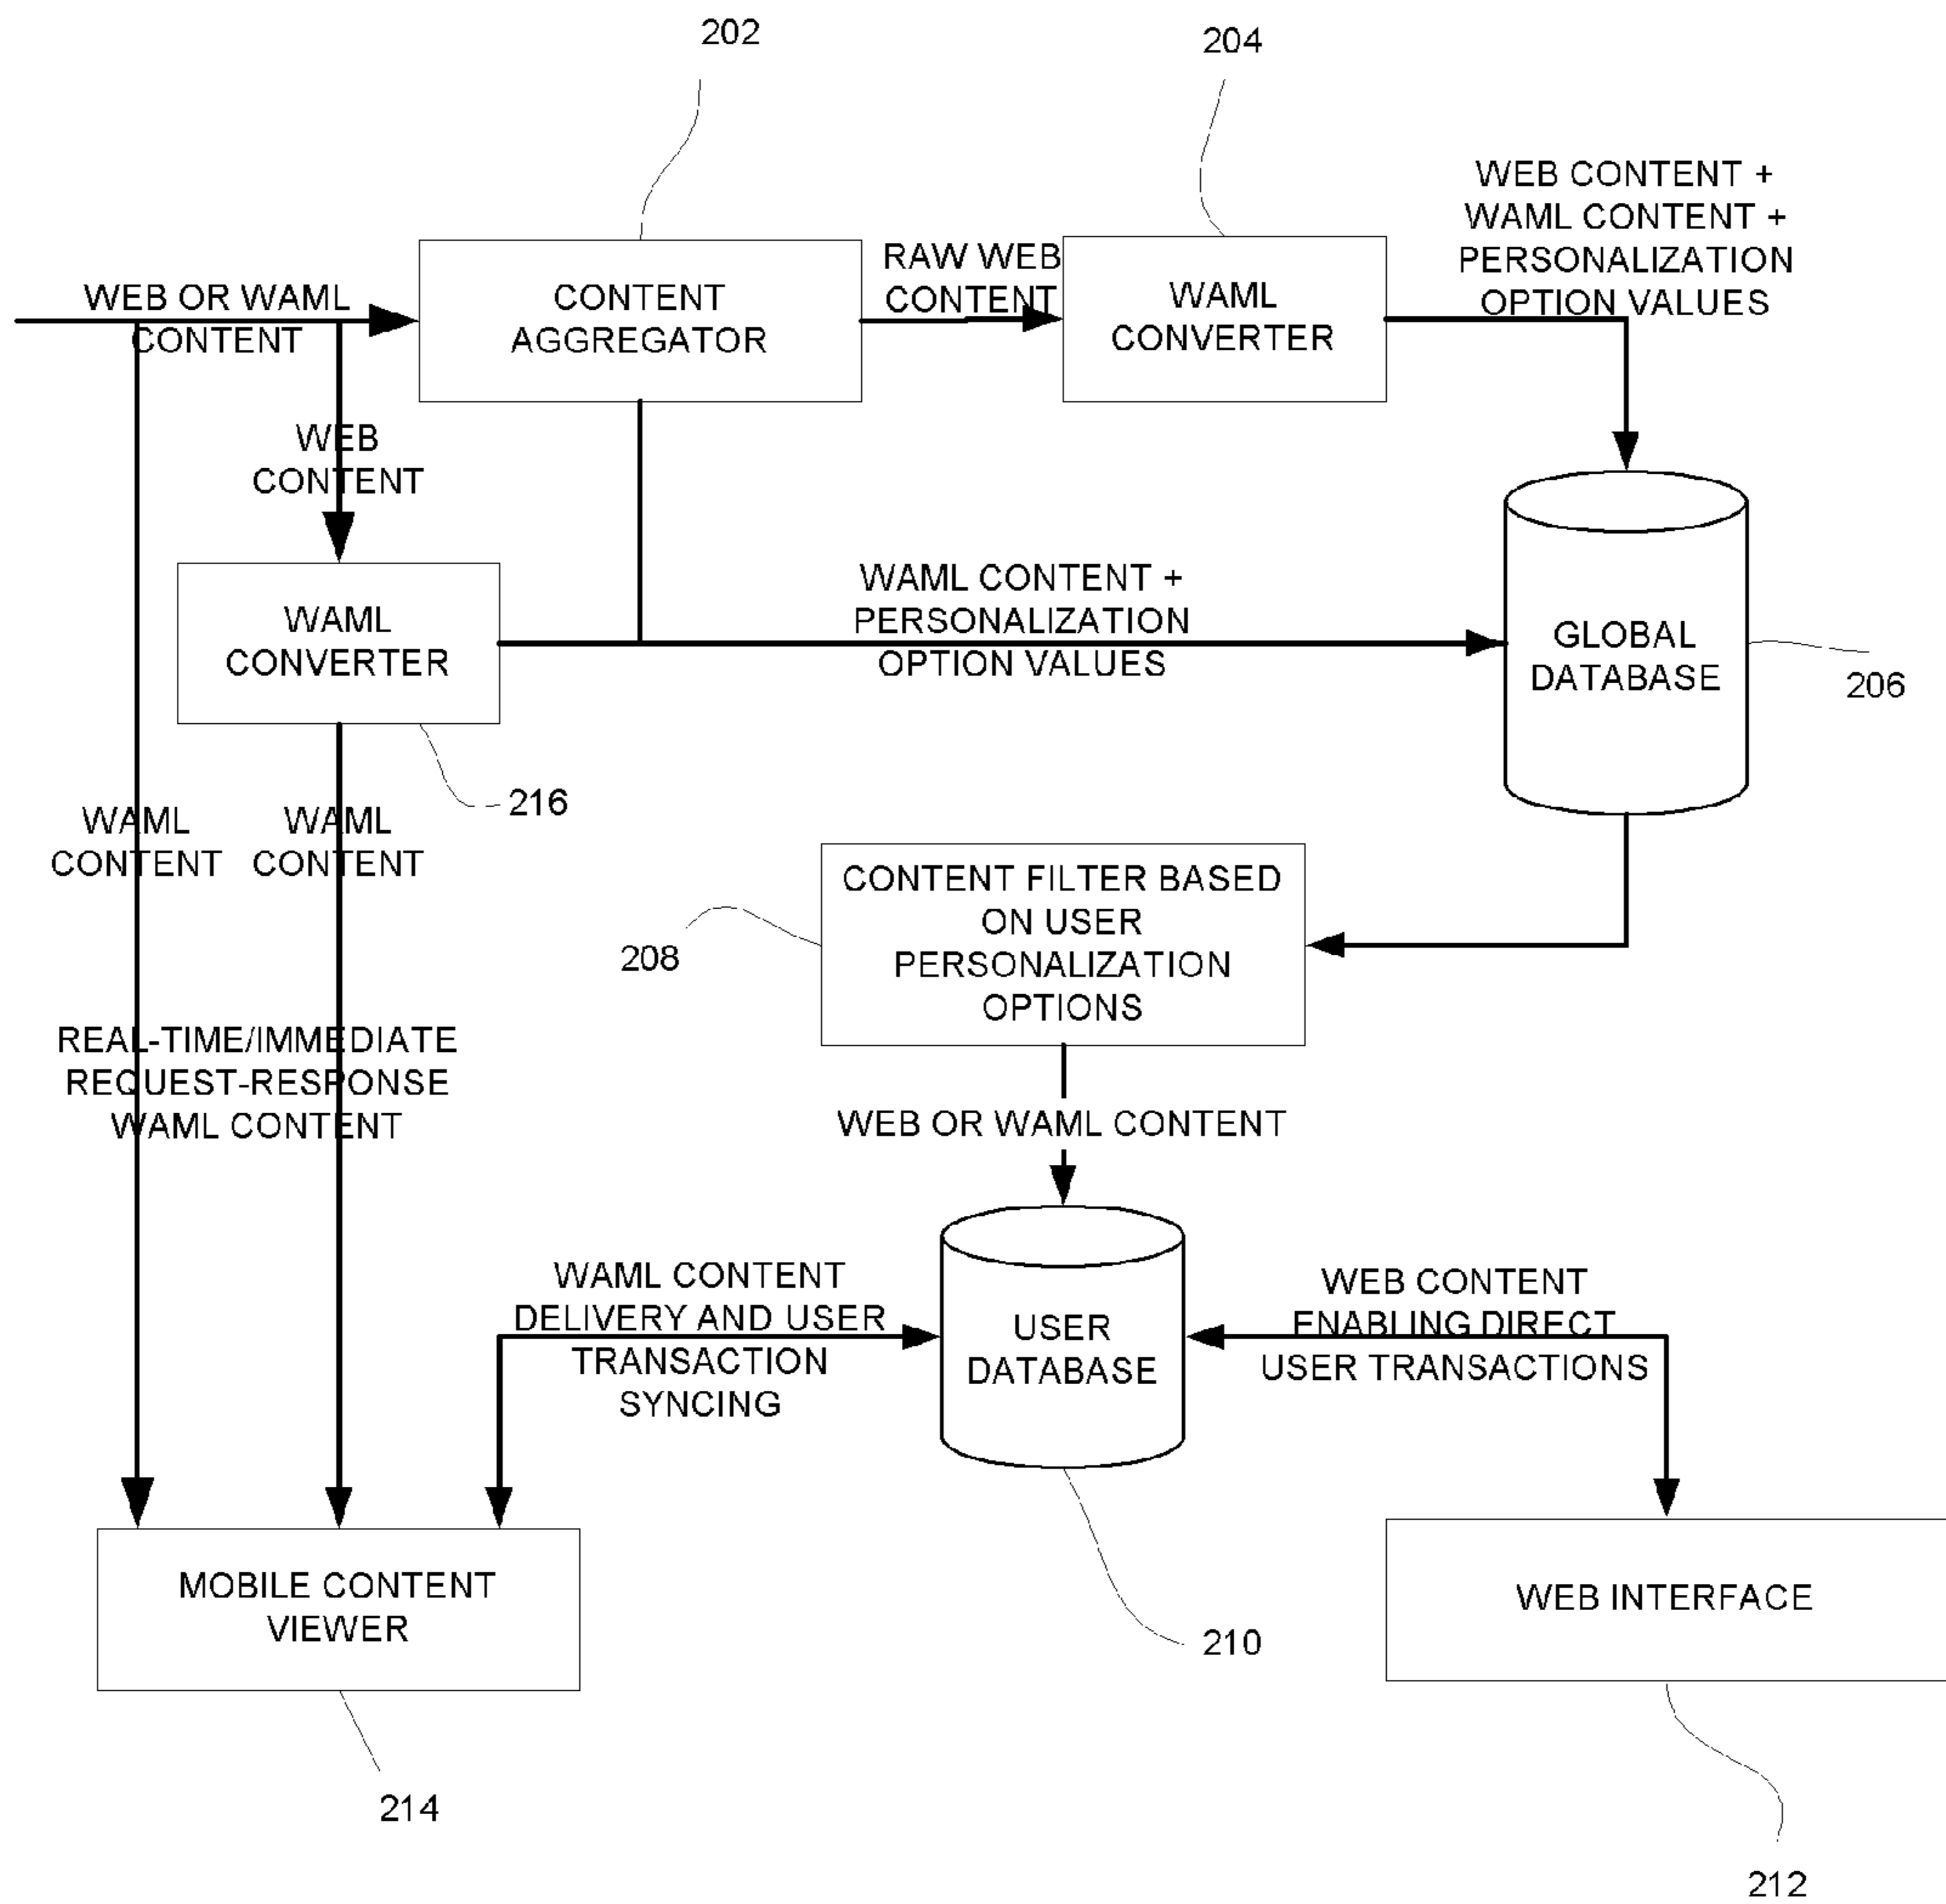 202
204
WEB CONTENT +
WAML CONTENT +
PERSONALIZATION
OPTION VALUES
WEB OR WAML
CONTENT
CONTENT
AGGREGATOR
RAW WEB
CONTENT
WAML
CONVERTER
WEB
CONTENT
WAML
CONVERTER
WAML CONTENT +
PERSONALIZATION
OPTION VALUES
GLOBAL
DATABASE
206
216
WAML
CONTENT
WAML
CONTENT
CONTENT FILTER BASED
ON USER
PERSONALIZATION
OPTIONS
208
REAL-TIME/IMMEDIATE
REQUEST-RESPONSE
WAML CONTENT
WEB OR WAML CONTENT
WAML CONTENT
DELIVERY AND USER
TRANSACTION
SYNCING
USER
DATABASE
WEB CONTENT
ENABLING DIRECT
USER TRANSACTIONS
MOBILE CONTENT
VIEWER
WEB INTERFACE
210
214
212